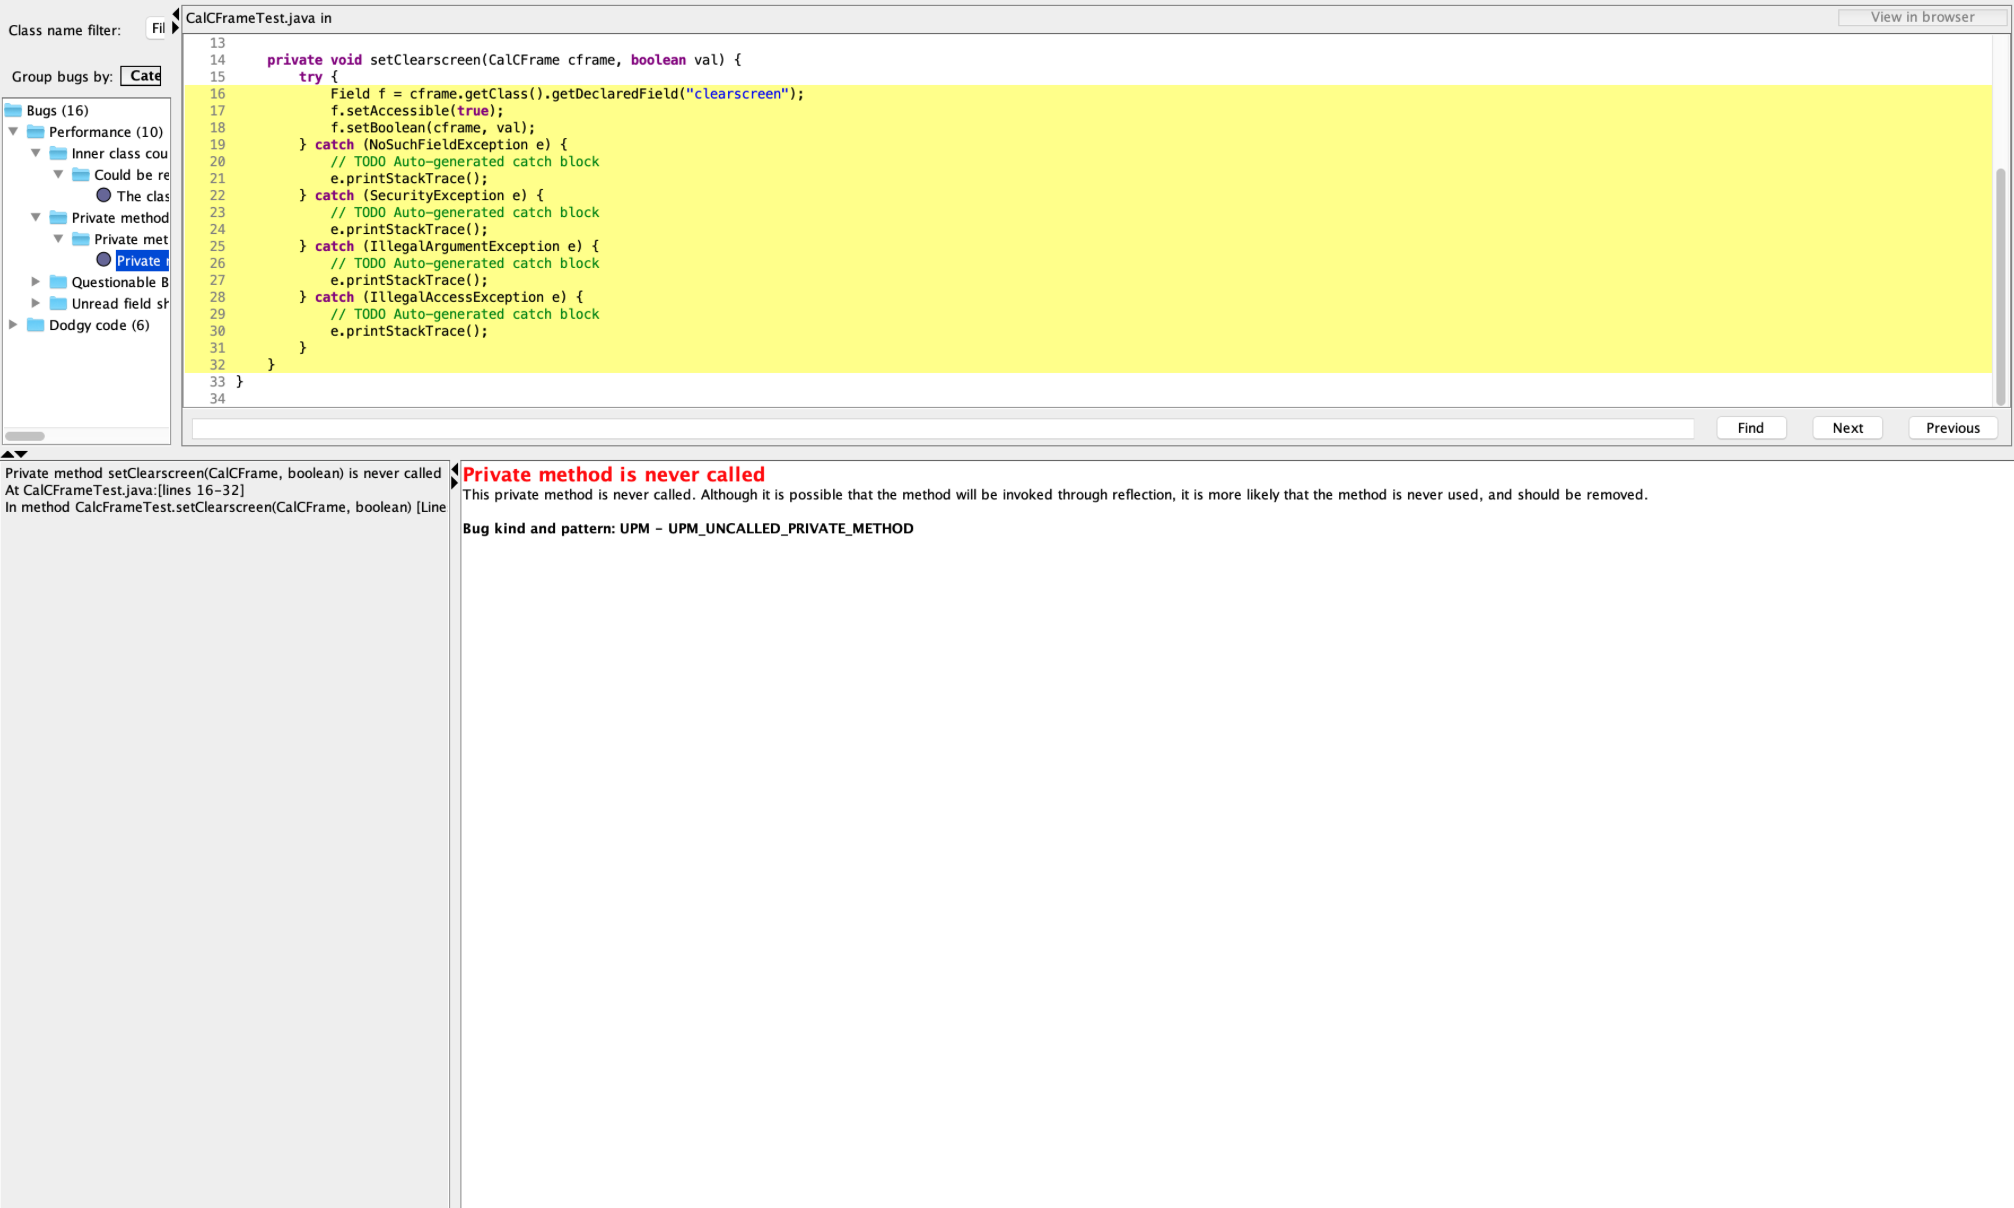 Class name filter:
Fil
Group bugs by:
Cate
Bugs (16)
Performance (10)
Inner class cou
Could be re
The clas
Private method
Private met
Private r
Questionable B
Unread field sh
Dodgy code (6)
CalCFrameTest.java in
View in browser
13
14 private void setClearscreen(CalCFrame cframe, boolean val) {
15 try {
16 Field f = cframe.getClass().getDeclaredField("clearscreen");
17 f.setAccessible(true);
18 f.setBoolean(cframe, val);
19 } catch (NoSuchFieldException e) {
20 // TODO Auto-generated catch block
21 e.printStackTrace();
22 } catch (SecurityException e) {
23 // TODO Auto-generated catch block
24 e.printStackTrace();
25 } catch (IllegalArgumentException e) {
26 // TODO Auto-generated catch block
27 e.printStackTrace();
28 } catch (IllegalAccessException e) {
29 // TODO Auto-generated catch block
30 e.printStackTrace();
31 }
32 }
33 }
34
Find
Next
Previous
Private method setClearscreen(CalCFrame, boolean) is never called
At CalCFrameTest.java:[lines 16-32]
In method CalcFrameTest.setClearscreen(CalCFrame, boolean) [Line
Private method is never called
This private method is never called. Although it is possible that the method will be invoked through reflection, it is more likely that the method is never used, and should be removed.
Bug kind and pattern: UPM - UPM_UNCALLED_PRIVATE_METHOD